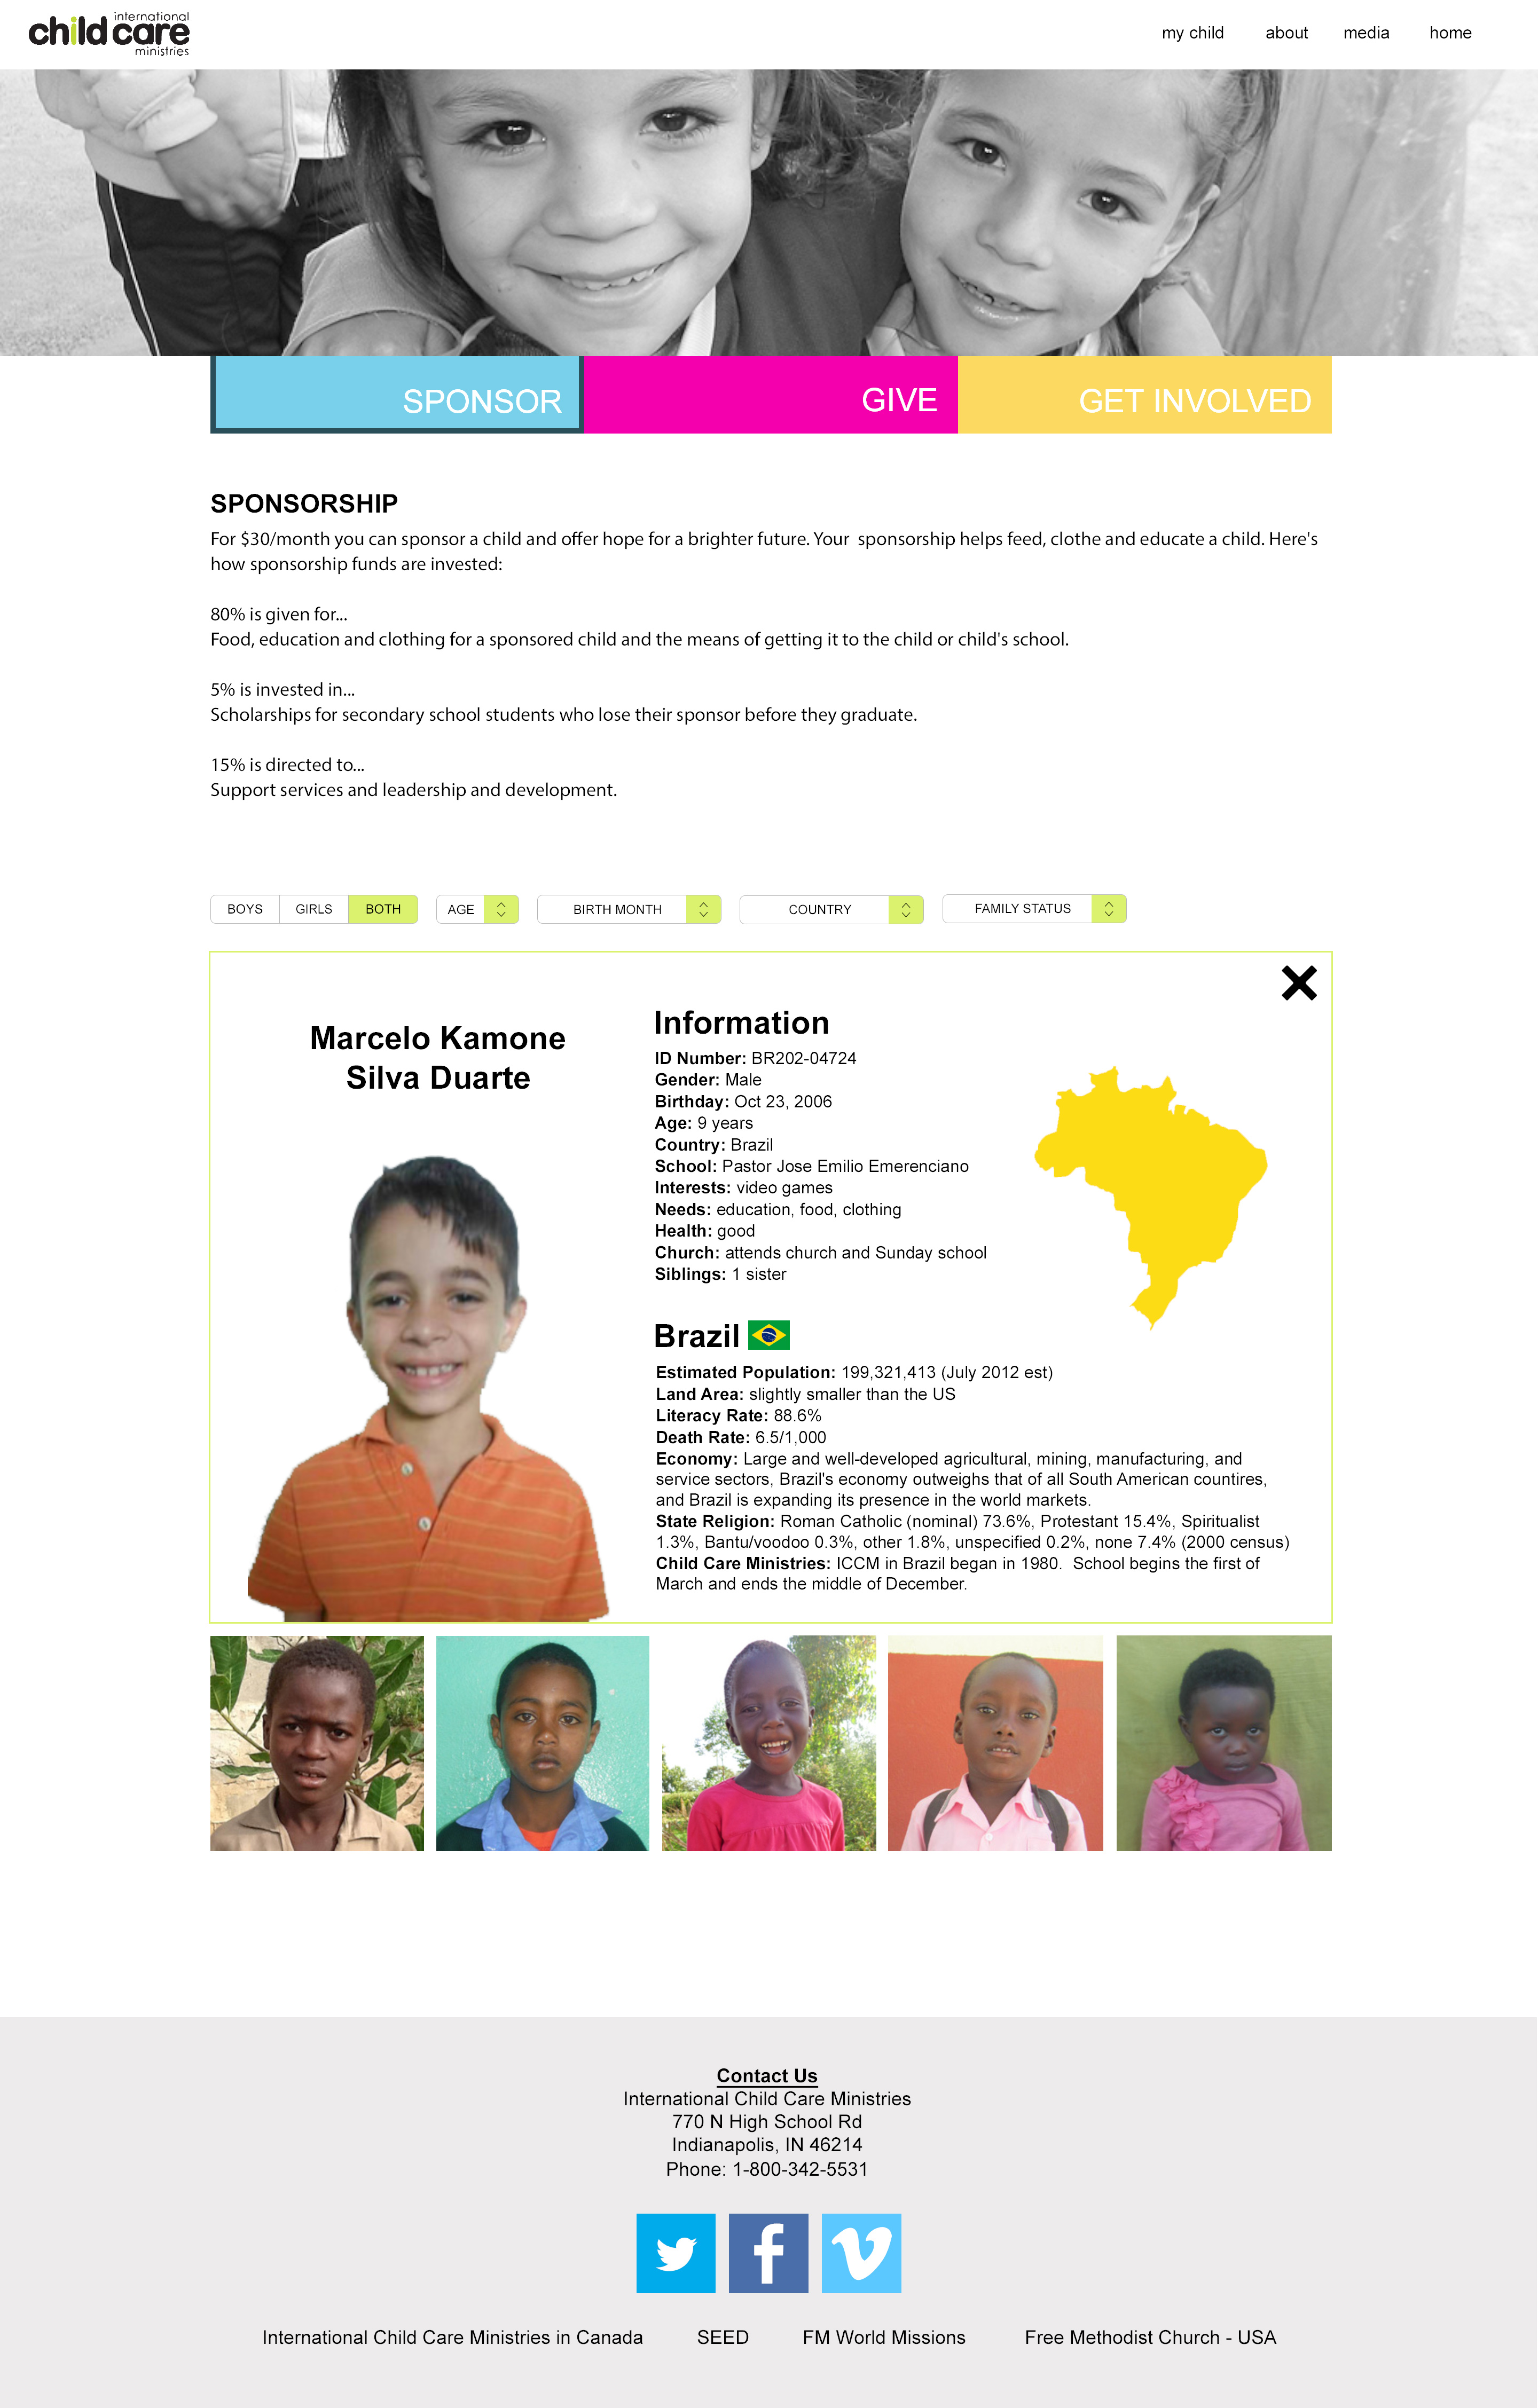 international
child care
ministries
my child about media home
SPONSOR GIVE GET INVOLVED
SPONSORSHIP
For $30/month you can sponsor a child and offer hope for a brighter future. Your  sponsorship helps feed, clothe and educate a child. Here's
how sponsorship funds are invested:
80% is given for...
Food, education and clothing for a sponsored child and the means of getting it to the child or child's school.
5% is invested in...
Scholarships for secondary school students who lose their sponsor before they graduate.
15% is directed to...
Support services and leadership and development.
BOYS GIRLS BOTH AGE BIRTH MONTH COUNTRY FAMILY STATUS
Marcelo Kamone
Silva Duarte
Information
ID Number: BR202-04724
Gender: Male
Birthday: Oct 23, 2006
Age: 9 years
Country: Brazil
School: Pastor Jose Emilio Emerenciano
Interests: video games
Needs: education, food, clothing
Health: good
Church: attends church and Sunday school
Siblings: 1 sister
Brazil
Estimated Population: 199,321,413 (July 2012 est)
Land Area: slightly smaller than the US
Literacy Rate: 88.6%
Death Rate: 6.5/1,000
Economy: Large and well-developed agricultural, mining, manufacturing, and
service sectors, Brazil's economy outweighs that of all South American countires,
and Brazil is expanding its presence in the world markets.
State Religion: Roman Catholic (nominal) 73.6%, Protestant 15.4%, Spiritualist
1.3%, Bantu/voodoo 0.3%, other 1.8%, unspecified 0.2%, none 7.4% (2000 census)
Child Care Ministries: ICCM in Brazil began in 1980.  School begins the first of
March and ends the middle of December.
Contact Us
International Child Care Ministries
770 N High School Rd
Indianapolis, IN 46214
Phone: 1-800-342-5531
International Child Care Ministries in Canada SEED FM World Missions Free Methodist Church - USA